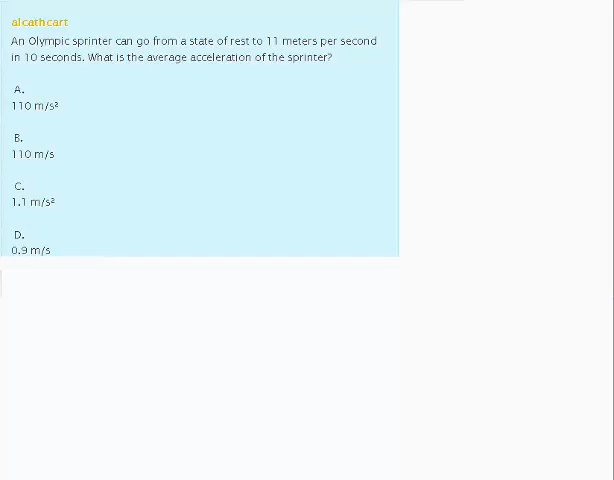 alcathcart
An Olympic sprinter can go from a state of rest to 11 meters per second
in 10 seconds. What is the average acceleration of the sprinter?
A.
110 m/s²
B.
110 m/s
C.
1.1 m/s²
D.
0.9 m/s